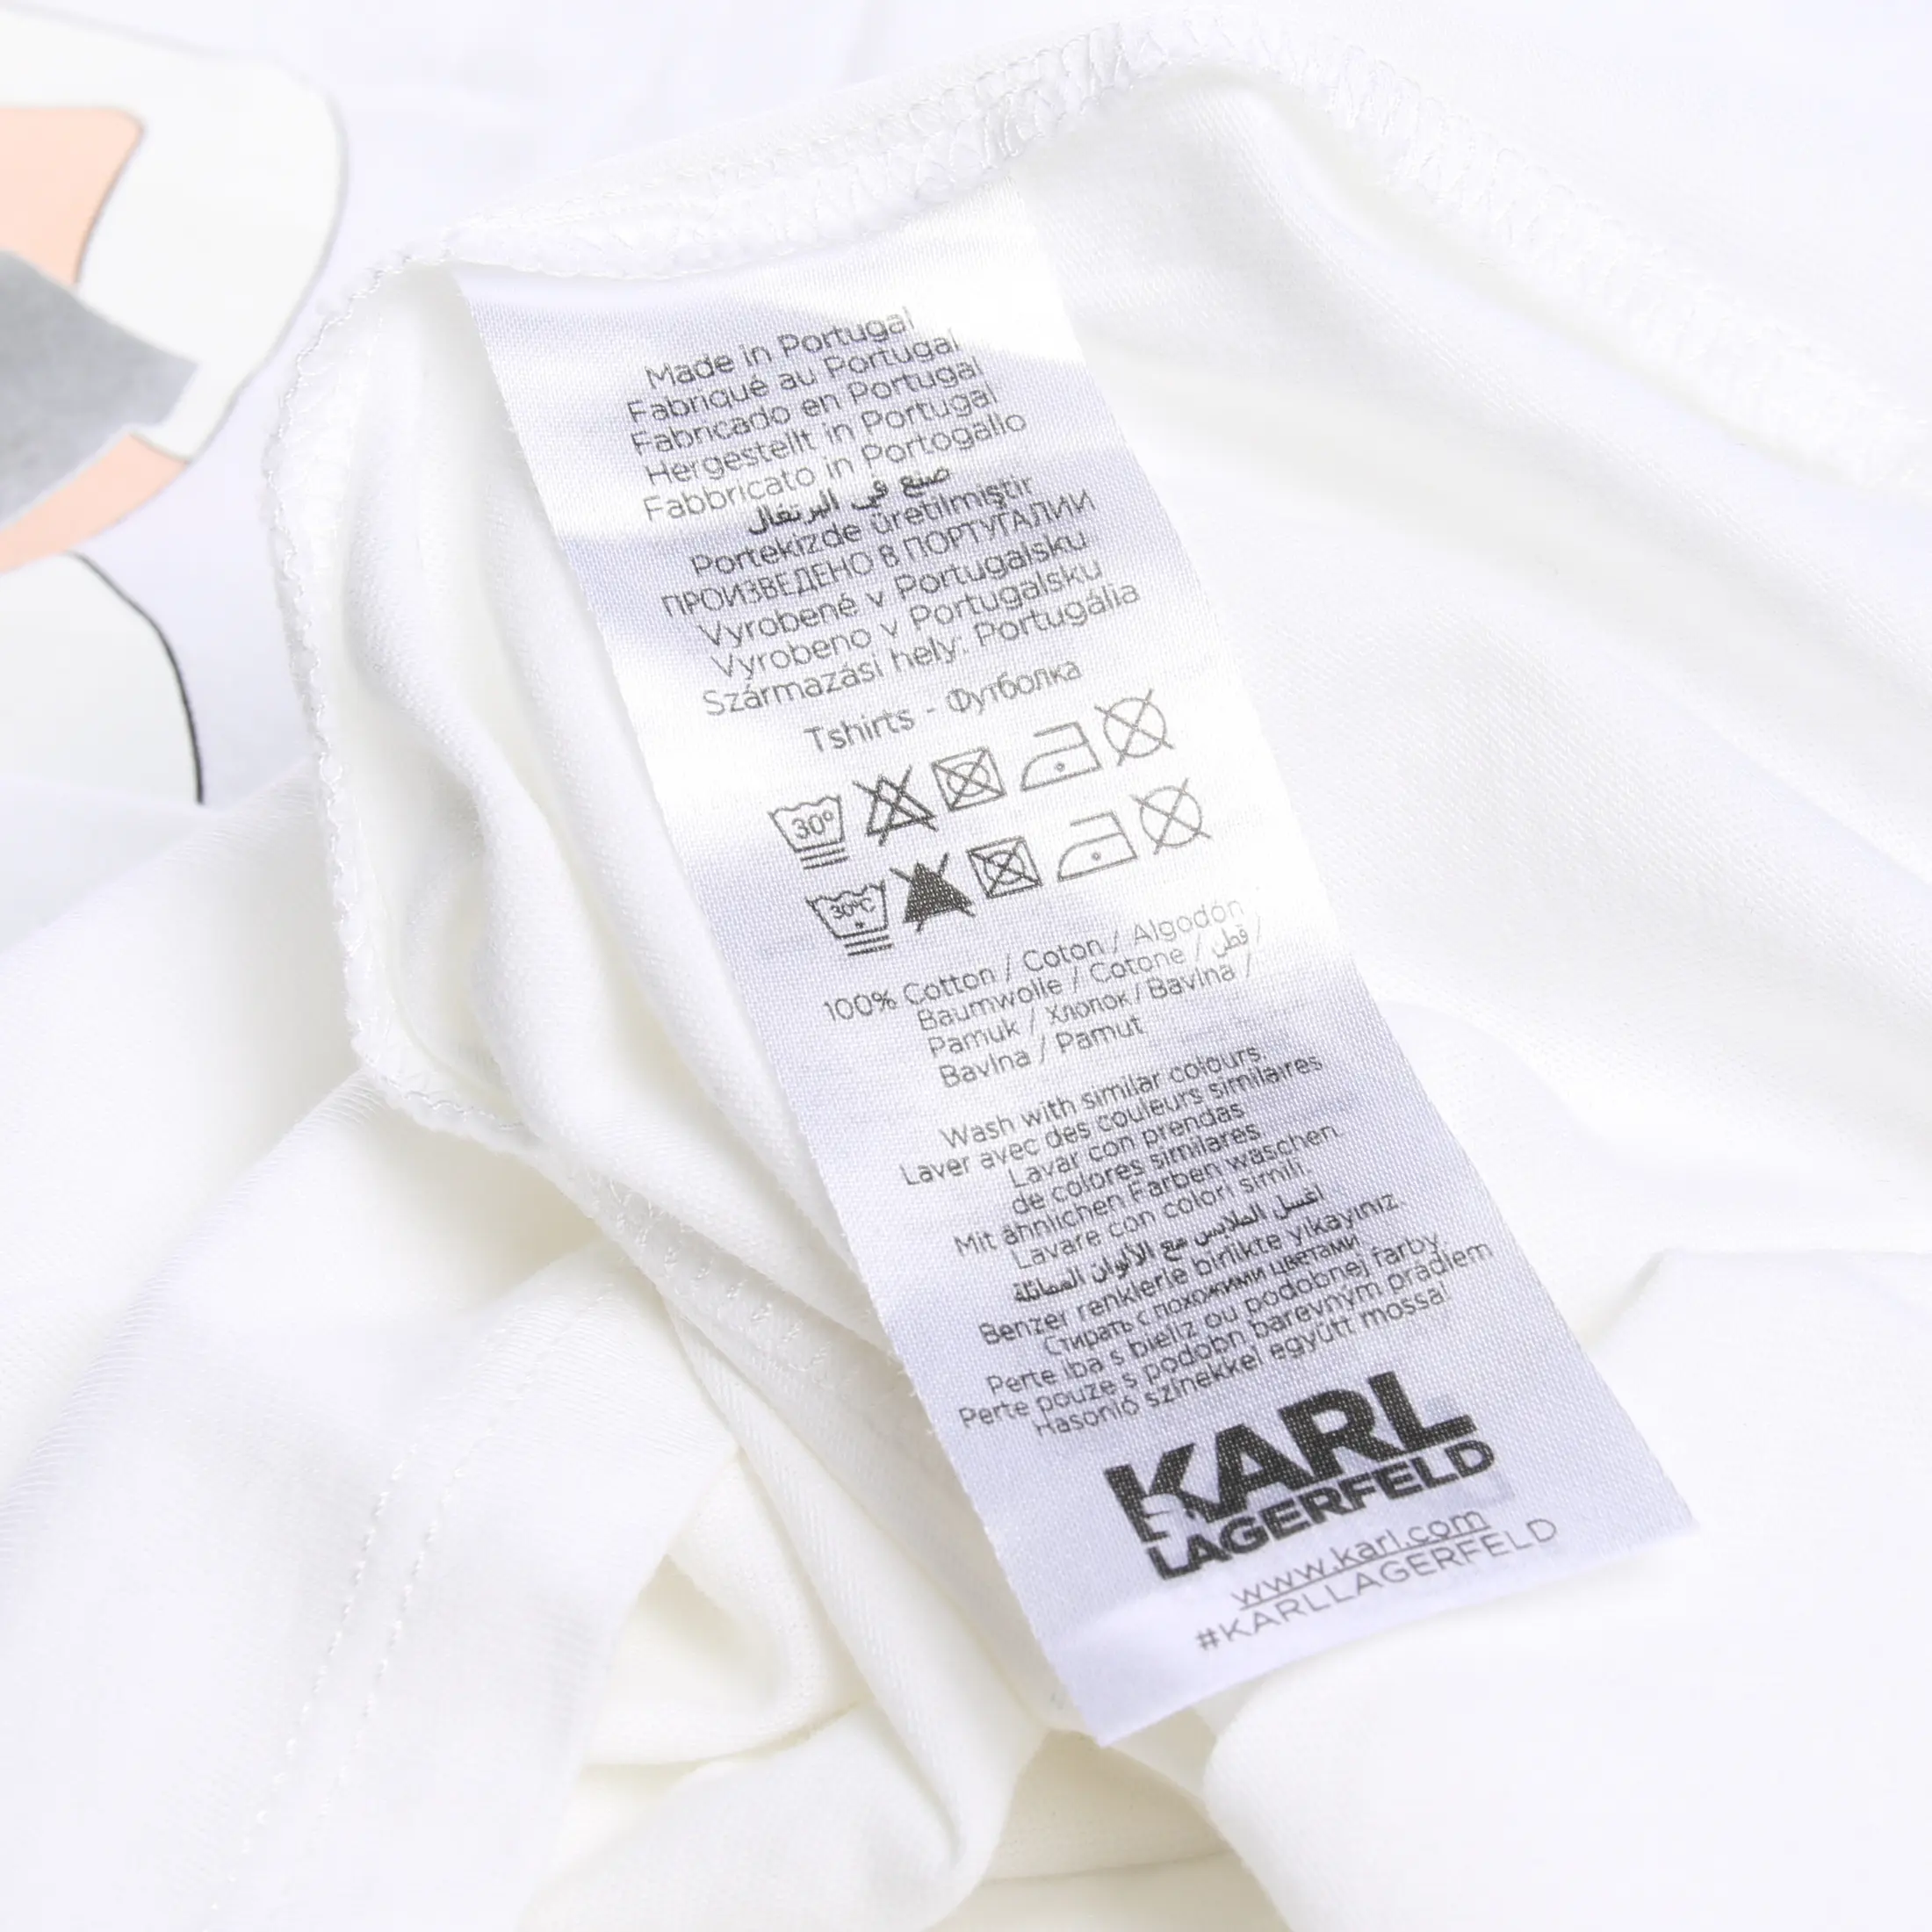 Made in Portugal
Fabriqué au Portugal
Fabricado en Portugal
Hergestellt in Portugal
Fabbricato in Portogallo
صنع في البرتغال
Portekizde üretilmiştir
ПРОИЗВЕДЕНО В ПОРТУГАЛИИ
Vyrobené v Portugalsku
Vyrobeno v Portugalsku
Származási hely: Portugália
Tshirts - Футболка
30°
30°C
100% Cotton / Coton / Algodón
Baumwolle / Cotone / قطن /
Pamuk / Хлопок / Bavlna /
Bavlna / Pamut
Wash with similar colours.
Laver avec des couleurs similaires
Lavar con prendas
de colores similares.
Mit ähnlichen Farben waschen.
Lavare con colori simili.
اغسل الملابس مع الألوان المماثلة
Benzer renklerle birlikte yıkayınız.
Стирать с похожими цветами
Perte iba s bieliz ou podobnej farby.
Perte pouze s podobn barevným prádlem
Hasonló színekkel együtt mossa!
KARL
LAGERFELD
www.karl.com
#KARLLAGERFELD